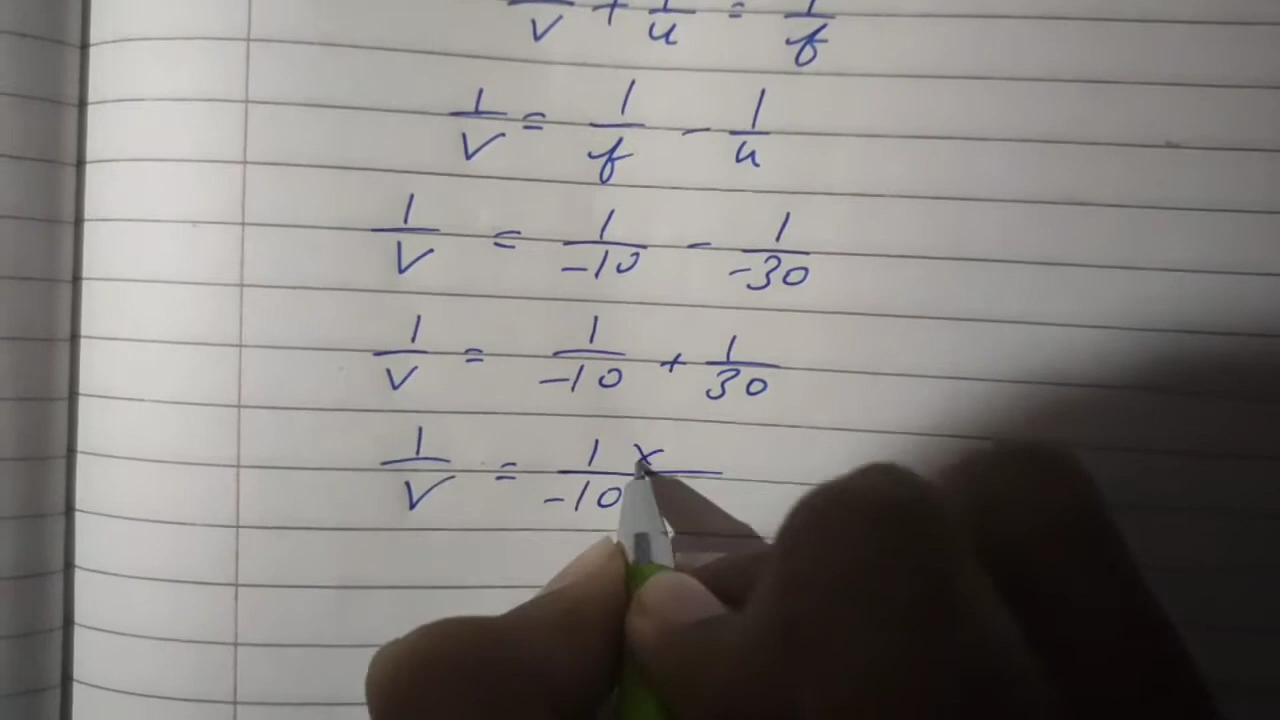 1/v + 1/u = 1/f
1/v = 1/f - 1/u
1/v = 1/-10 - 1/-30
1/v = 1/-10 + 1/30
1/v = 1 ×/-10